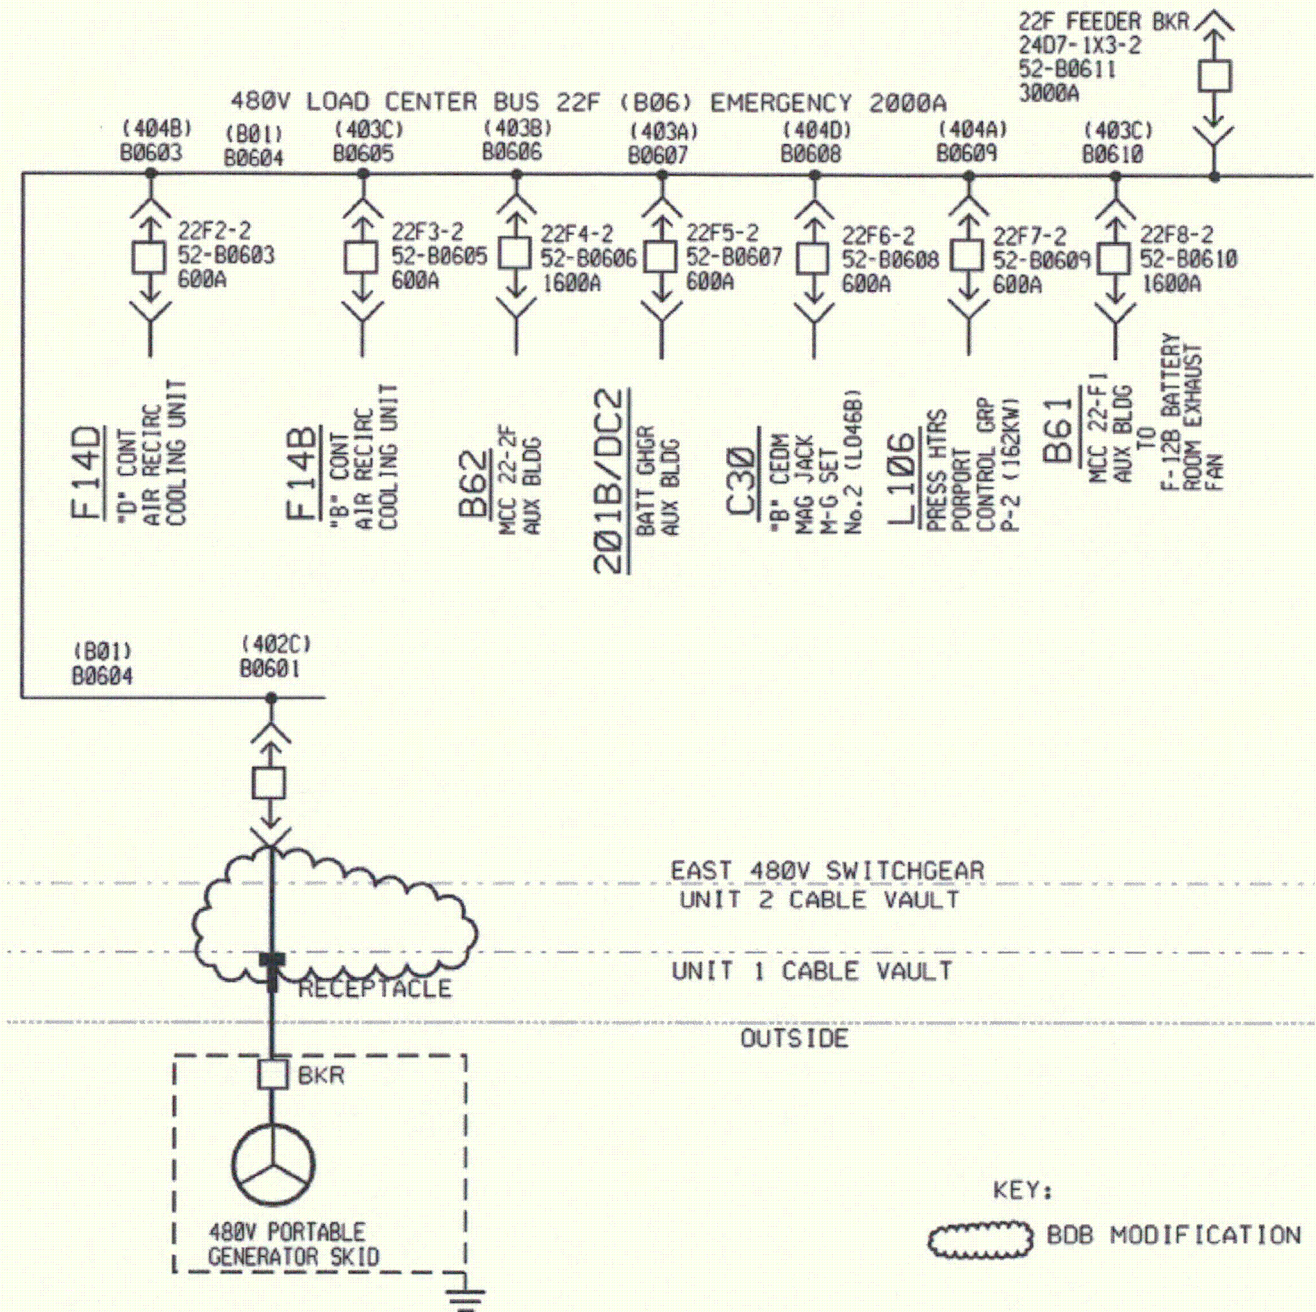 22F FEEDER BKR
24D7-1X3-2
52-B0611
3000A
480V LOAD CENTER BUS 22F (B06) EMERGENCY 2000A
(404B)
B0603
(B01)
B0604
(403C)
B0605
(403B)
B0606
(403A)
B0607
(404D)
B0608
(404A)
B0609
(403C)
B0610
22F2-2
52-B0603
600A
22F3-2
52-B0605
600A
22F4-2
52-B0606
1600A
22F5-2
52-B0607
600A
22F6-2
52-B0608
600A
22F7-2
52-B0609
600A
22F8-2
52-B0610
1600A
F14D
"D" CONT
AIR RECIRC
COOLING UNIT
F14B
"B" CONT
AIR RECIRC
COOLING UNIT
B62
MCC 22-2F
AUX BLDG
201B/DC2
BATT GHGR
AUX BLDG
C30
"B" CEDM
MAG JACK
M-G SET
No.2 (L046B)
L106
PRESS HTRS
PORPORT
CONTROL GRP
P-2 (162KW)
B61
MCC 22-F1
AUX BLDG
TO
F-12B BATTERY
ROOM EXHAUST
FAN
(B01)
B0604
(402C)
B0601
EAST 480V SWITCHGEAR
UNIT 2 CABLE VAULT
UNIT 1 CABLE VAULT
RECEPTACLE
OUTSIDE
BKR
480V PORTABLE
GENERATOR SKID
KEY:
BDB MODIFICATION